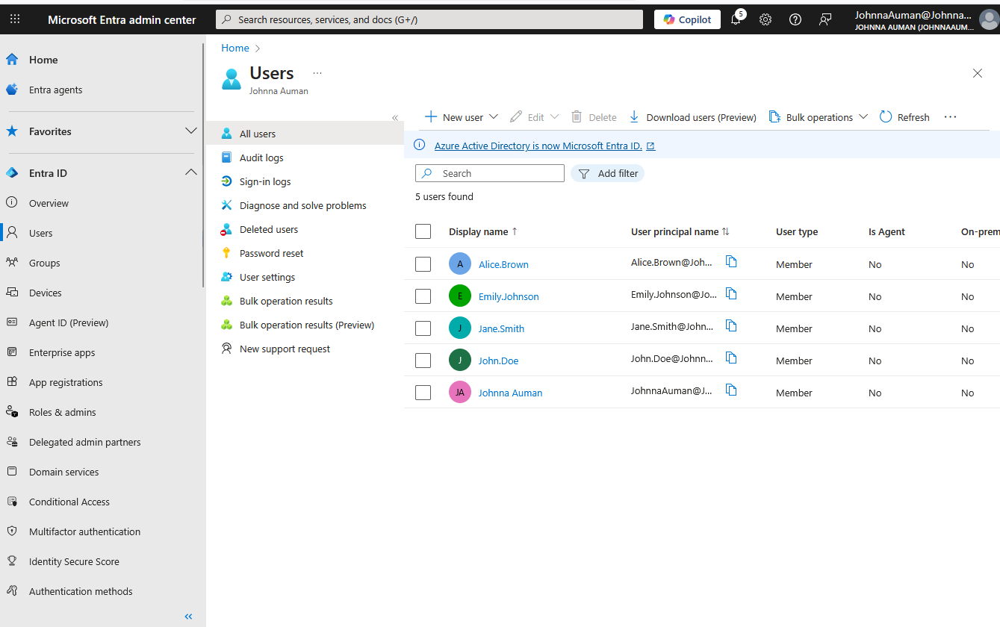 Microsoft Entra admin center
Search resources, services, and docs (G+/)
Copilot
5
JohnnaAuman@Johnna...
JOHNNA AUMAN (JOHNNAAUM...
Home
Entra agents
Favorites
Entra ID
Overview
Users
Groups
Devices
Agent ID (Preview)
Enterprise apps
App registrations
Roles & admins
Delegated admin partners
Domain services
Conditional Access
Multifactor authentication
Identity Secure Score
Authentication methods
Home
Users ...
Johnna Auman
All users
Audit logs
Sign-in logs
Diagnose and solve problems
Deleted users
Password reset
User settings
Bulk operation results
Bulk operation results (Preview)
New support request
New user Edit Delete Download users (Preview) Bulk operations Refresh ...
Azure Active Directory is now Microsoft Entra ID.
Search Add filter
5 users found
Display name ↑ User principal name ↑↓ User type Is Agent On-prem
A Alice.Brown Alice.Brown@Joh... Member No No
E Emily.Johnson Emily.Johnson@Jo... Member No No
J Jane.Smith Jane.Smith@John... Member No No
J John.Doe John.Doe@Johnn... Member No No
JA Johnna Auman JohnnaAuman@J... Member No No